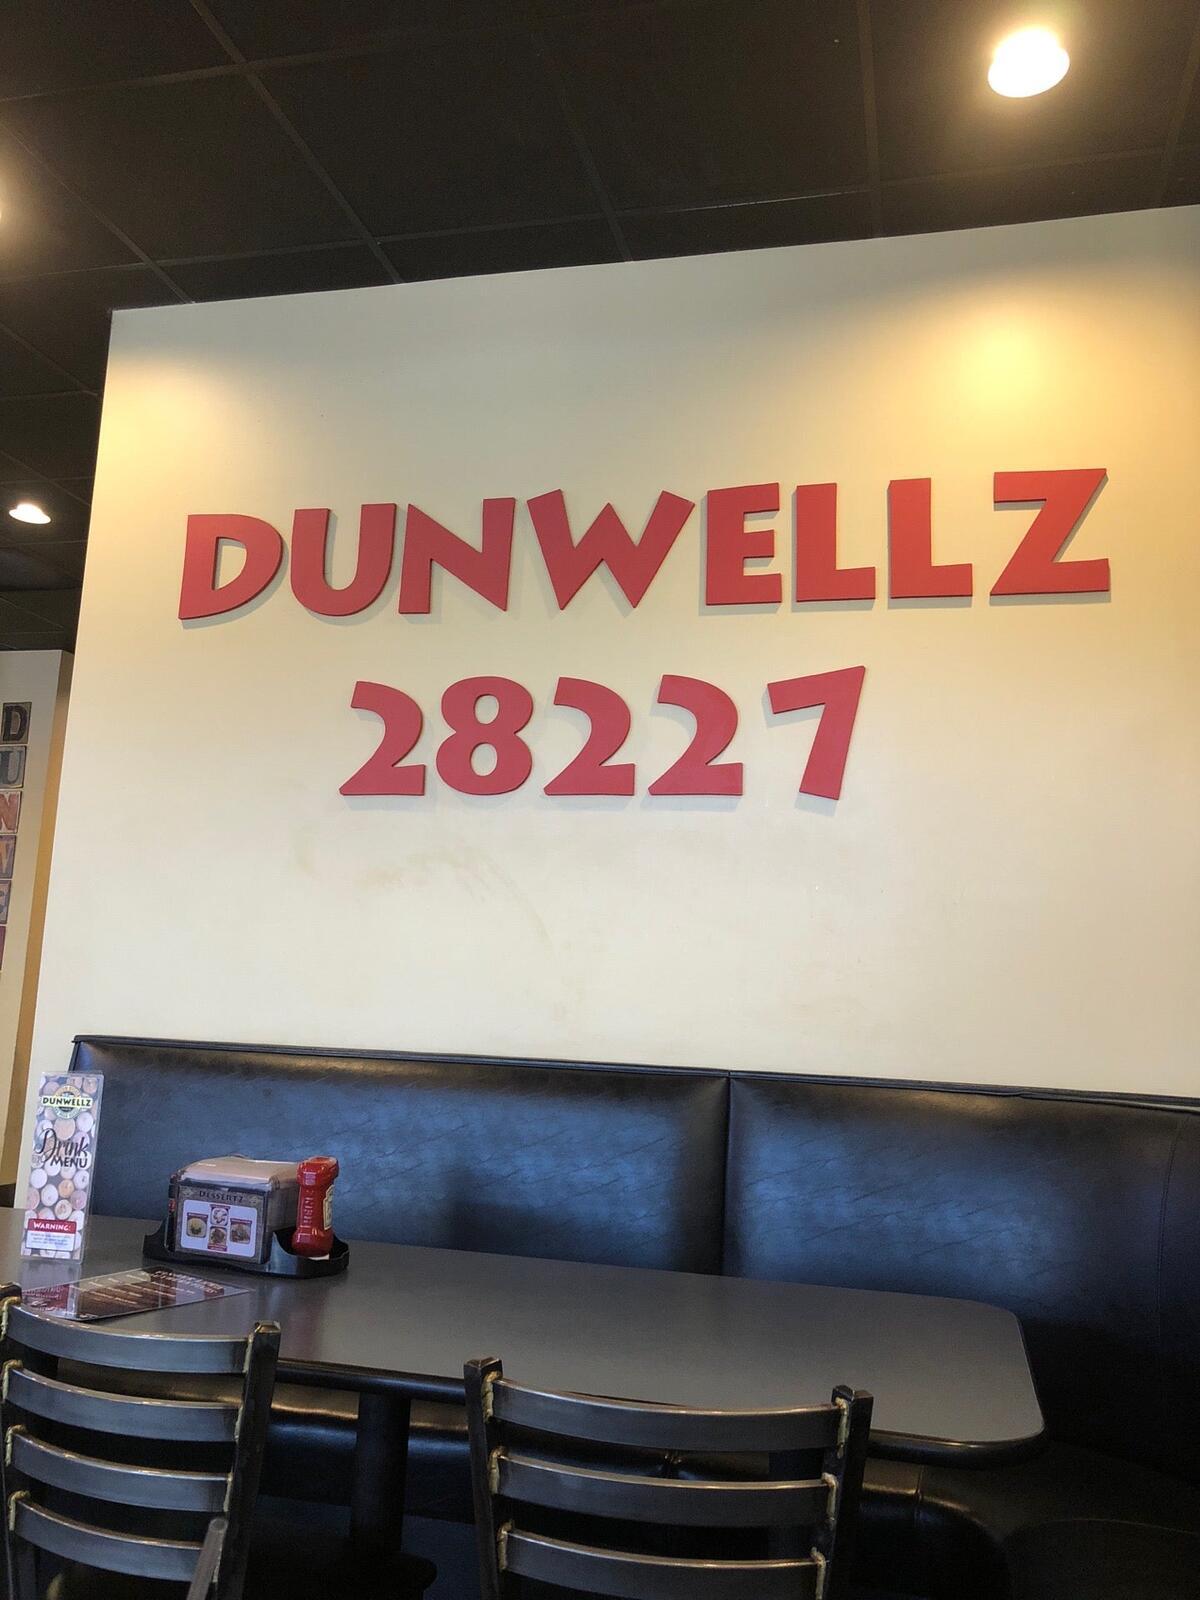 DUNWELLZ
28227
D
U
N
W
E
DUNWELLZ
Drink
MENU
WARNING:
DESSERTZ